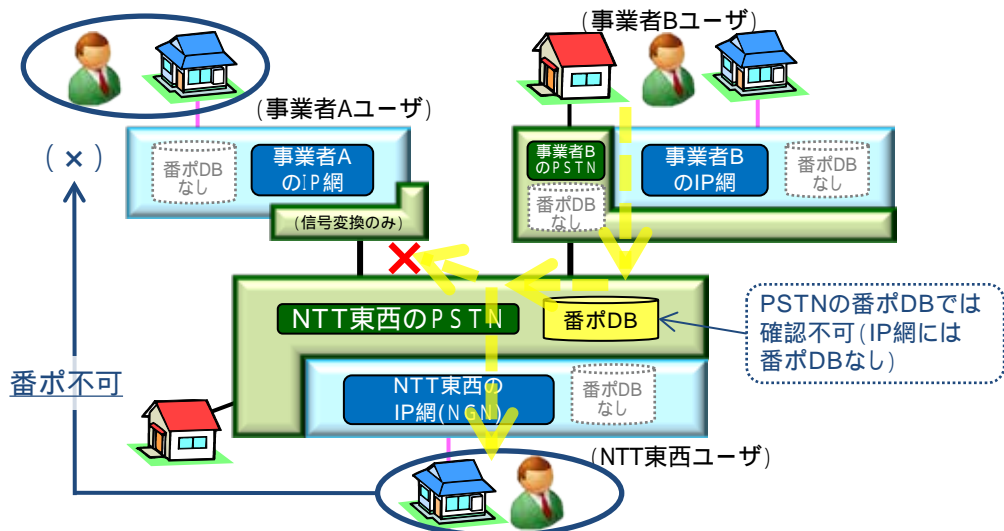 (事業者Bユーザ)
(事業者Aユーザ)
(×)
番ポDB
なし
事業者A
のIP網
(信号変換のみ)
事業者B
のPSTN
番ポDB
なし
事業者B
のIP網
番ポDB
なし
NTT東西のPSTN
番ポDB
PSTNの番ポDBでは
確認不可(IP網には
番ポDBなし)
番ポ不可
NTT東西の
IP網(NGN)
番ポDB
なし
(NTT東西ユーザ)